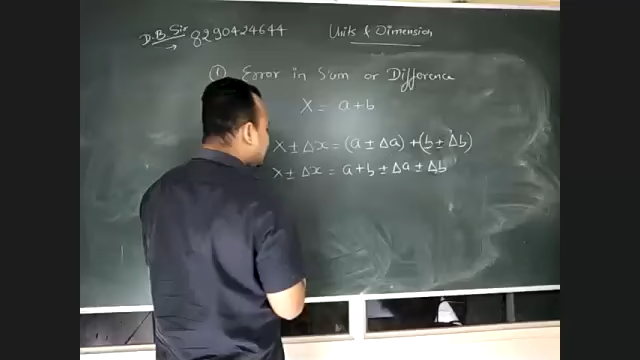 D.B Sir → 8290424644
Units & Dimension
① Error in Sum or Difference
X = a + b
X ± Δx = (a ± Δa) + (b ± Δb)
X ± Δx = a + b ± Δa ± Δb